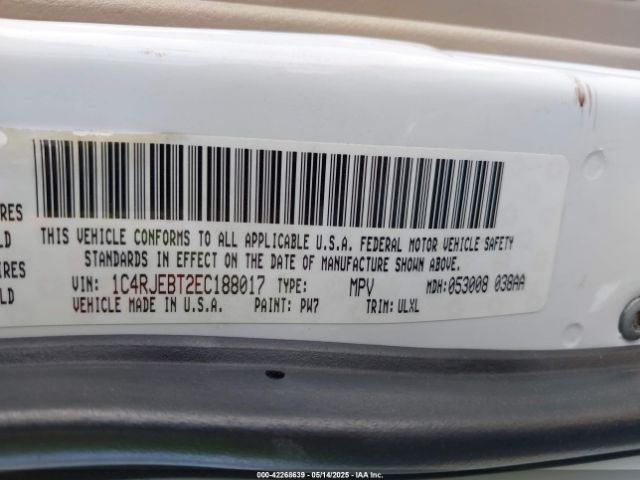 THIS VEHICLE CONFORMS TO ALL APPLICABLE U.S.A. FEDERAL MOTOR VEHICLE SAFETY
STANDARDS IN EFFECT ON THE DATE OF MANUFACTURE SHOWN ABOVE.
VIN: 1C4RJEBT2EC188017 TYPE: MPV MDH:053008 038AA
VEHICLE MADE IN U.S.A. PAINT: PW7 TRIM: ULXL
RES
LD
IRES
LD
000-42268639 | 05/14/2025 | IAA Inc.